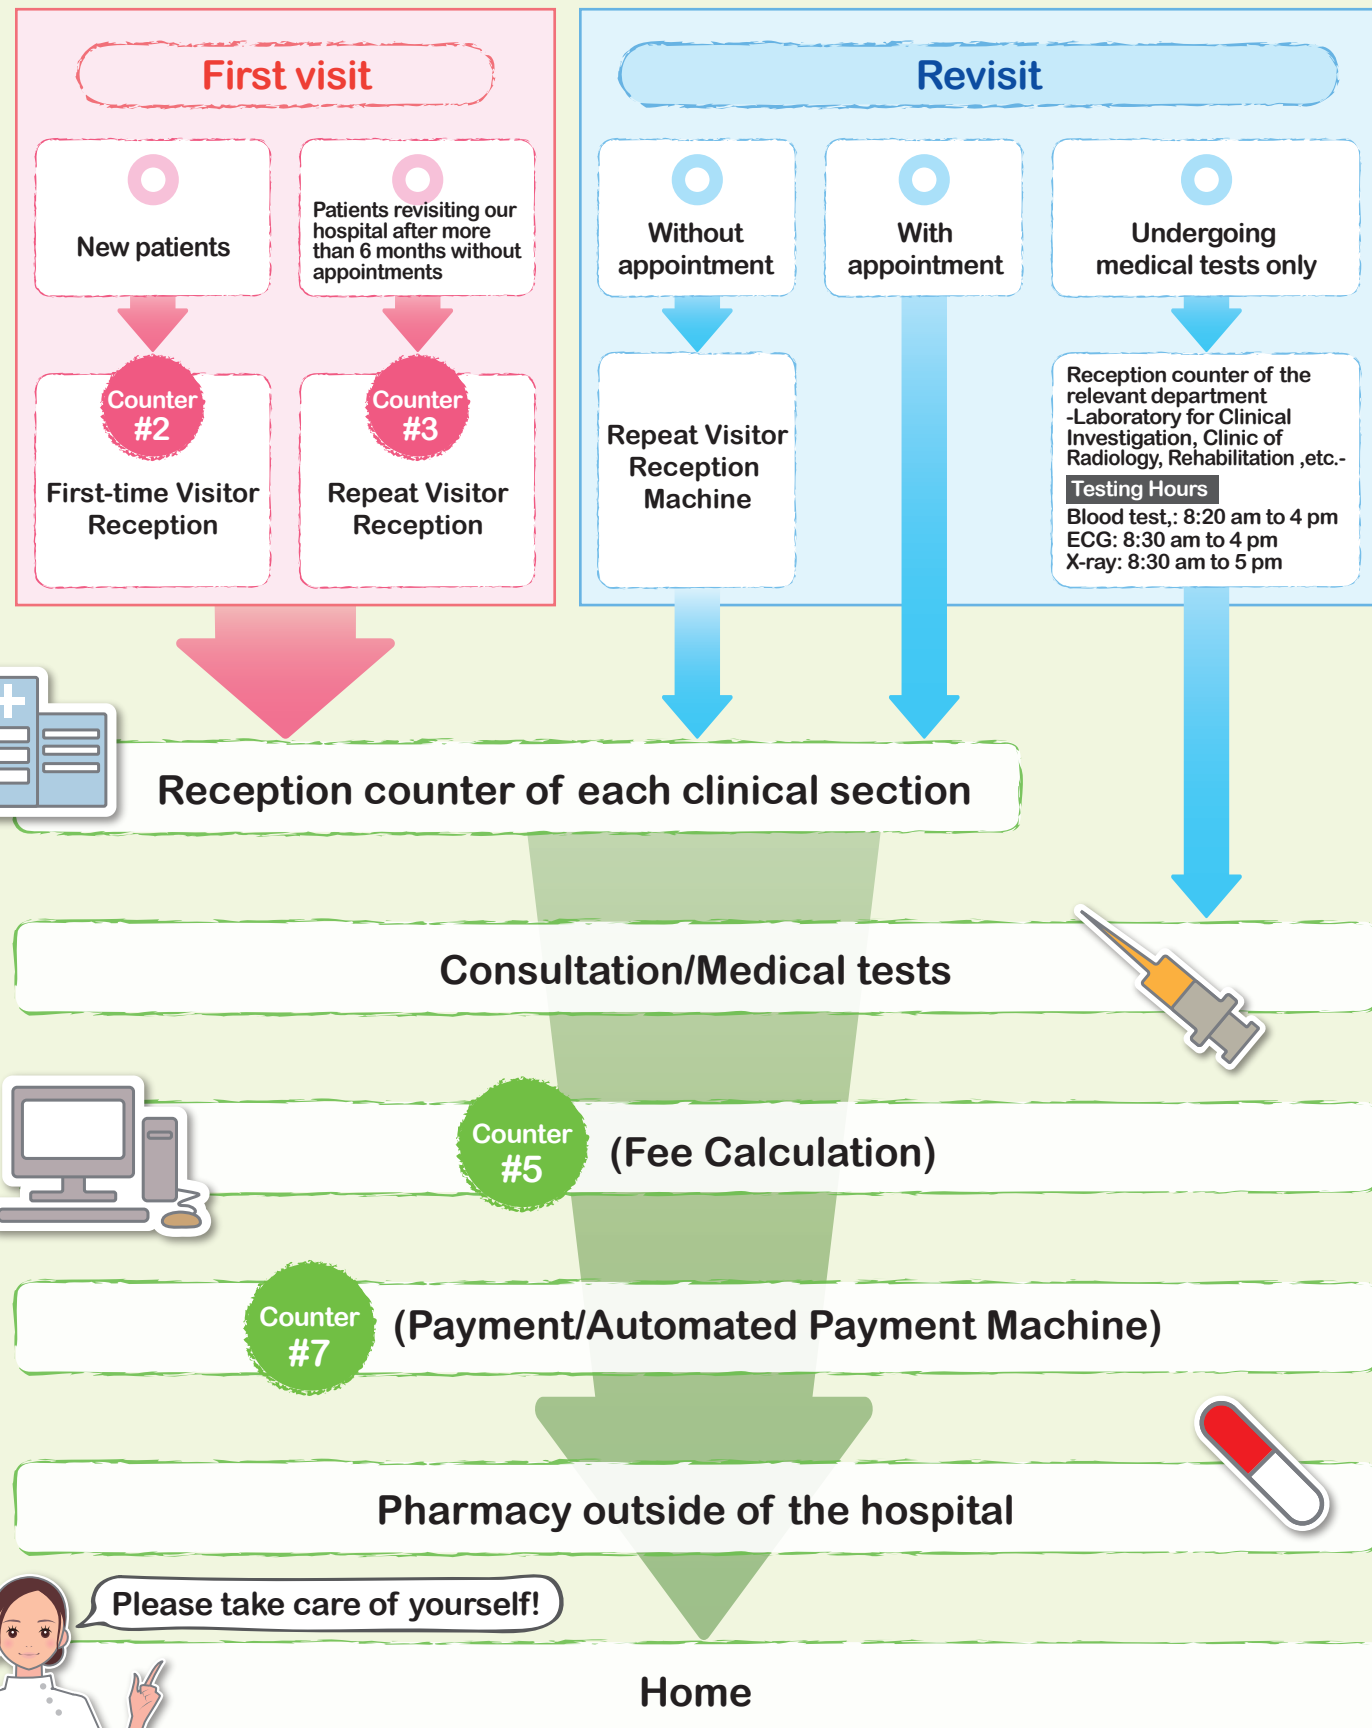 First visit
New patients
Patients revisiting our
hospital after more
than 6 months without
appointments
Counter
#2
First-time Visitor
Reception
Counter
#3
Repeat Visitor
Reception
Revisit
Without
appointment
With
appointment
Undergoing
medical tests only
Repeat Visitor
Reception
Machine
Reception counter of the
relevant department
-Laboratory for Clinical
Investigation, Clinic of
Radiology, Rehabilitation ,etc.-
Testing Hours
Blood test,: 8:20 am to 4 pm
ECG: 8:30 am to 4 pm
X-ray: 8:30 am to 5 pm
Reception counter of each clinical section
Consultation/Medical tests
Counter
#5
(Fee Calculation)
Counter
#7
(Payment/Automated Payment Machine)
Pharmacy outside of the hospital
Please take care of yourself!
Home